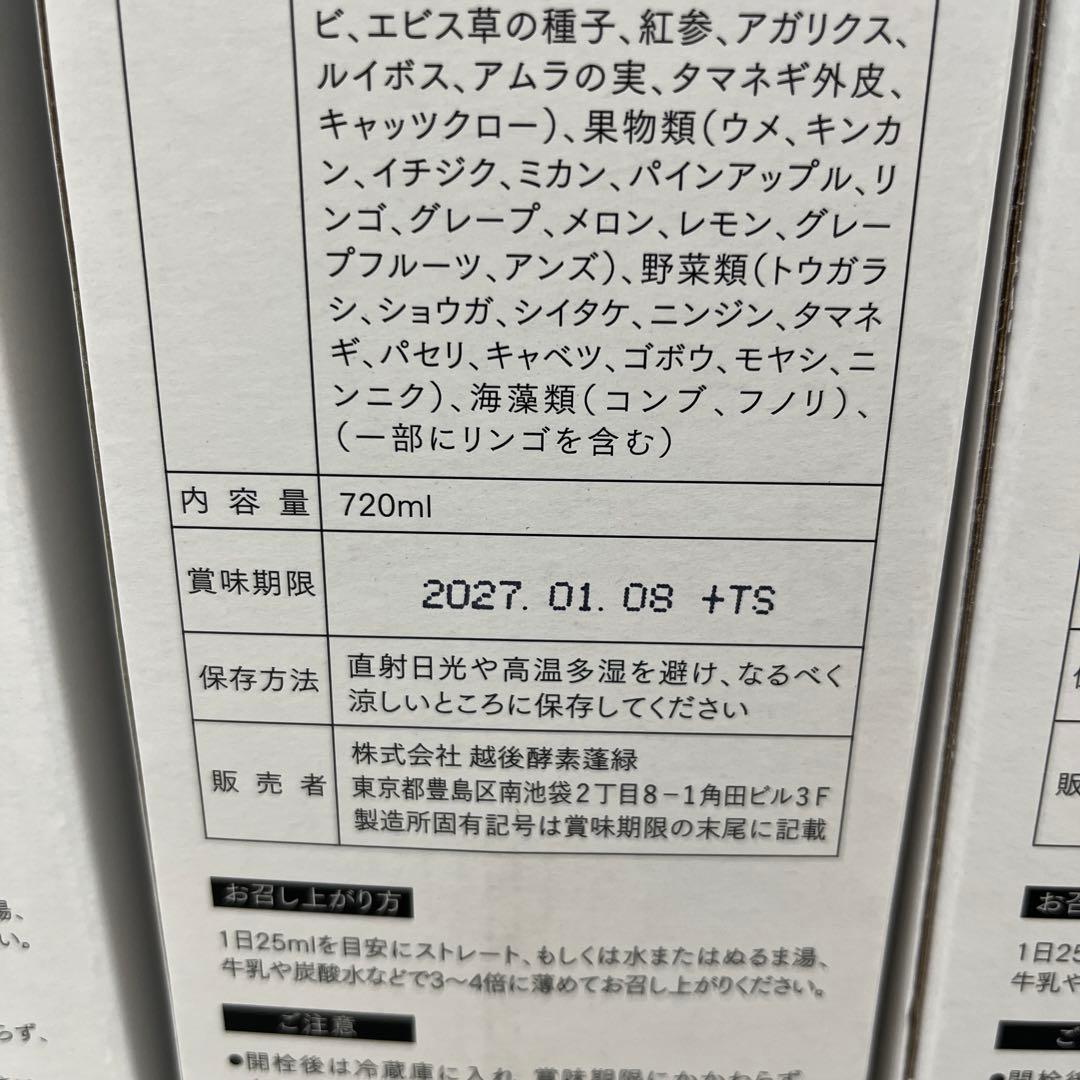 ビ、エビス草の種子、紅参、アガリクス、
ルイボス、アムラの実、タマネギ外皮、
キャッツクロー)、果物類(ウメ、キンカ
ン、イチジク、ミカン、パインアップル、リ
ンゴ、グレープ、メロン、レモン、グレー
プフルーツ、アンズ)、野菜類(トウガラ
シ、ショウガ、シイタケ、ニンジン、タマネ
ギ、パセリ、キャベツ、ゴボウ、モヤシ、ニ
ンニク)、海藻類(コンブ、フノリ)、
(一部にリンゴを含む)
内容量 720ml
賞味期限 2027. 01. 08 +TS
保存方法 直射日光や高温多湿を避け、なるべく
涼しいところに保存してください
販売者 株式会社 越後酵素蓬緑
東京都豊島区南池袋2丁目8-1角田ビル3F
製造所固有記号は賞味期限の末尾に記載
お召し上がり方
1日25mlを目安にストレート、もしくは水またはぬるま湯、
牛乳や炭酸水などで3〜4倍に薄めてお召し上がりください。
ご注意
●開栓後は冷蔵庫に入れ、賞味期限にかかわらず、
湯、
い。
らず、
販
お召
1日25
牛乳や
ご
●開栓後